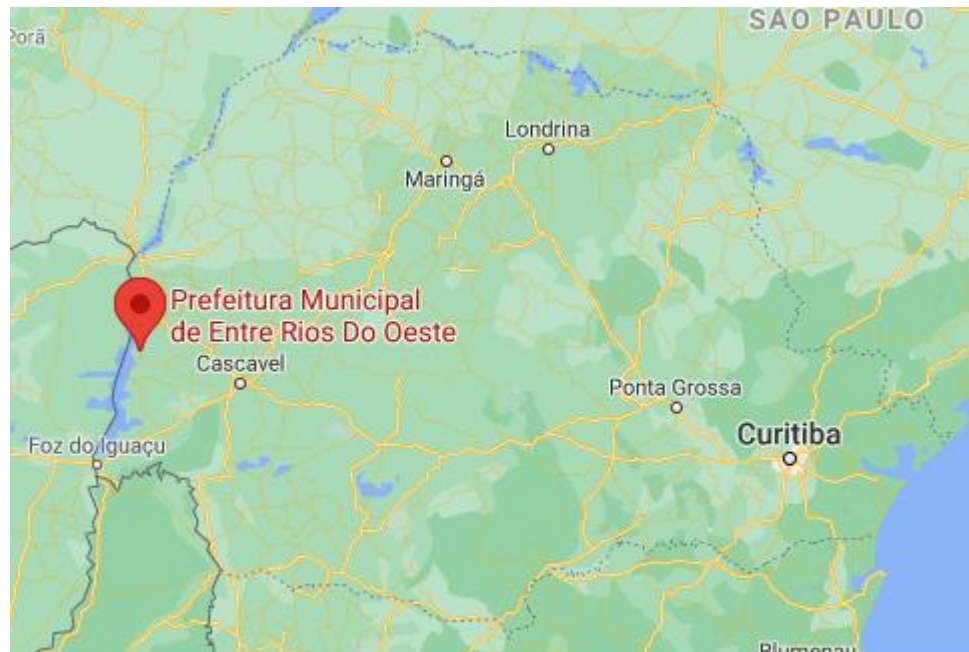 SÃO PAULO
Porã
Londrina
Maringá
Prefeitura Municipal
de Entre Rios Do Oeste
Cascavel
Ponta Grossa
Curitiba
Foz do Iguaçu
Blumenau